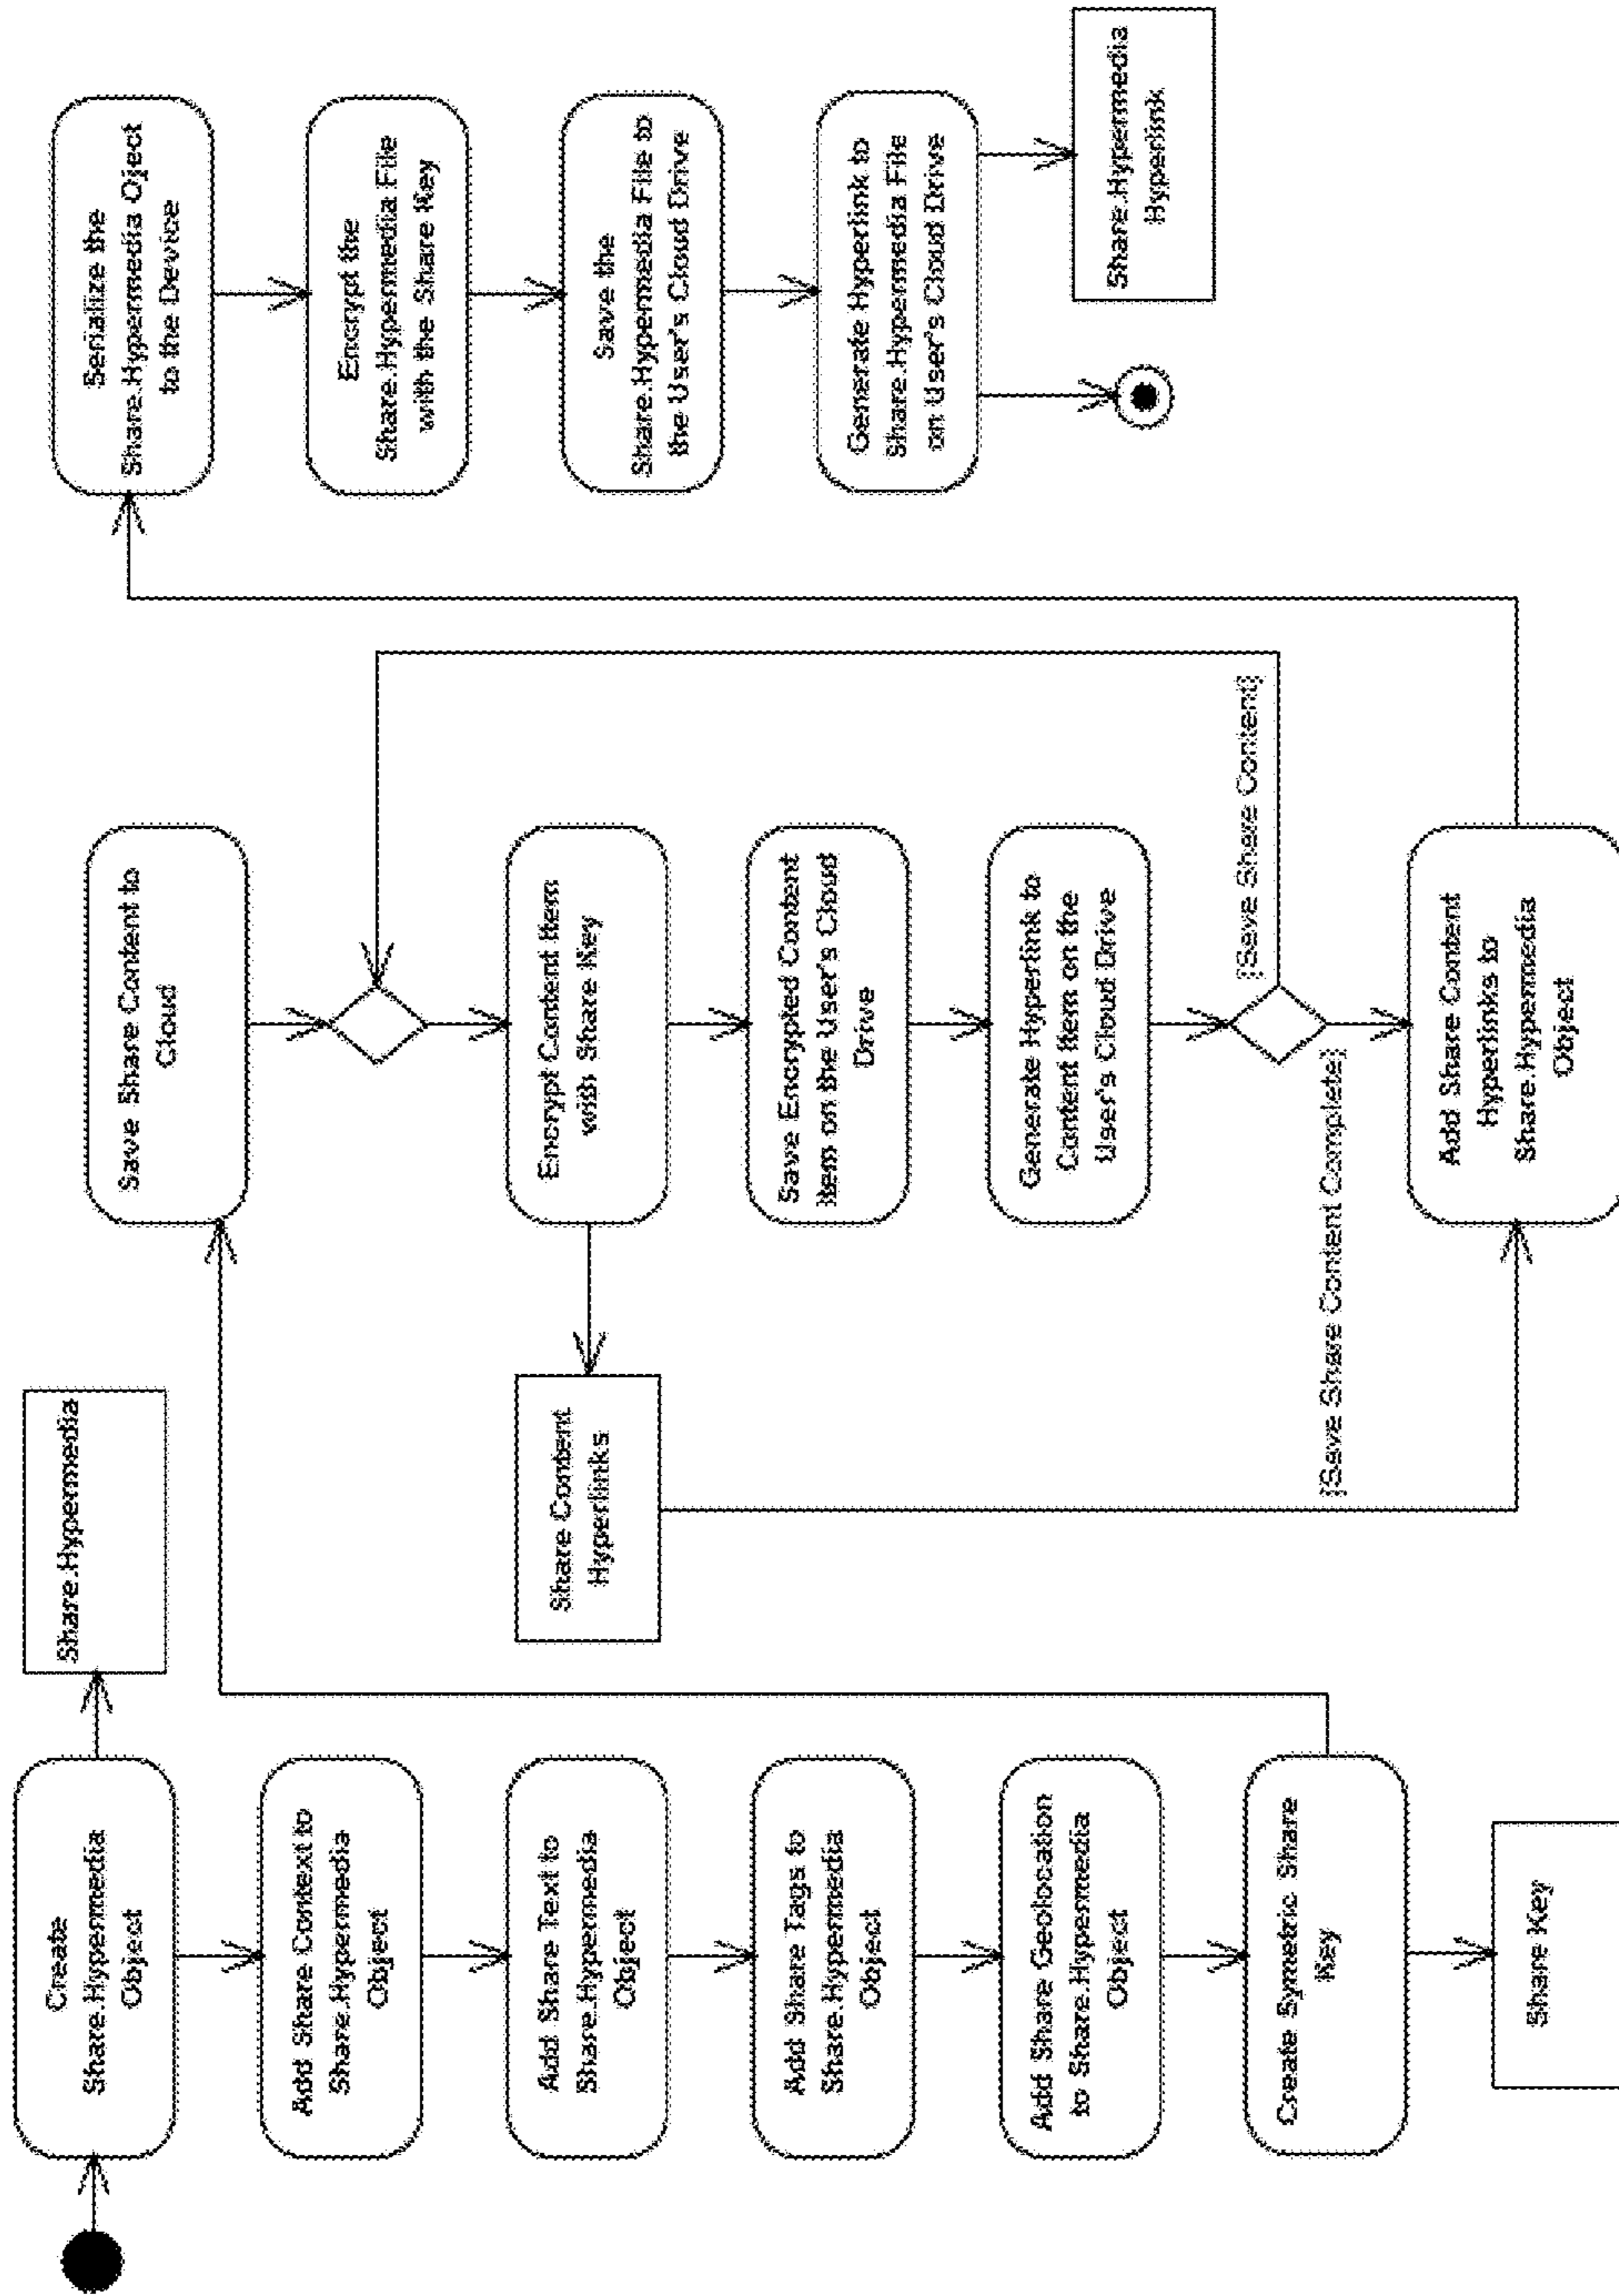 Create
Share.Hypermedia
Object
Share.Hypermedia
Add Share Context to
Share.Hypermedia
Object
Add Share Text to
Share.Hypermedia
Object
Add Share Tags to
Share.Hypermedia
Object
Add Share Geolocation
to Share.Hypermedia
Object
Create Symetric Share
Key
Share Key
Save Share Content to
Cloud
Encrypt Content Item
with Share Key
Share Content
Hyperlinks
Save Encrypted Content
Item on the User's Cloud
Drive
Generate Hyperlink to
Content Item on the
User's Cloud Drive
[Save Share Content]
[Save Share Content Complete]
Add Share Content
Hyperlinks to
Share.Hypermedia
Object
Serialize the
Share.Hypermedia Oject
to the Device
Encrypt the
Share.Hypermedia File
with the Share Key
Save the
Share.Hypermedia File to
the User's Cloud Drive
Generate Hyperlink to
Share.Hypermedia File
on User's Cloud Drive
Share.Hypermedia
Hyperlink